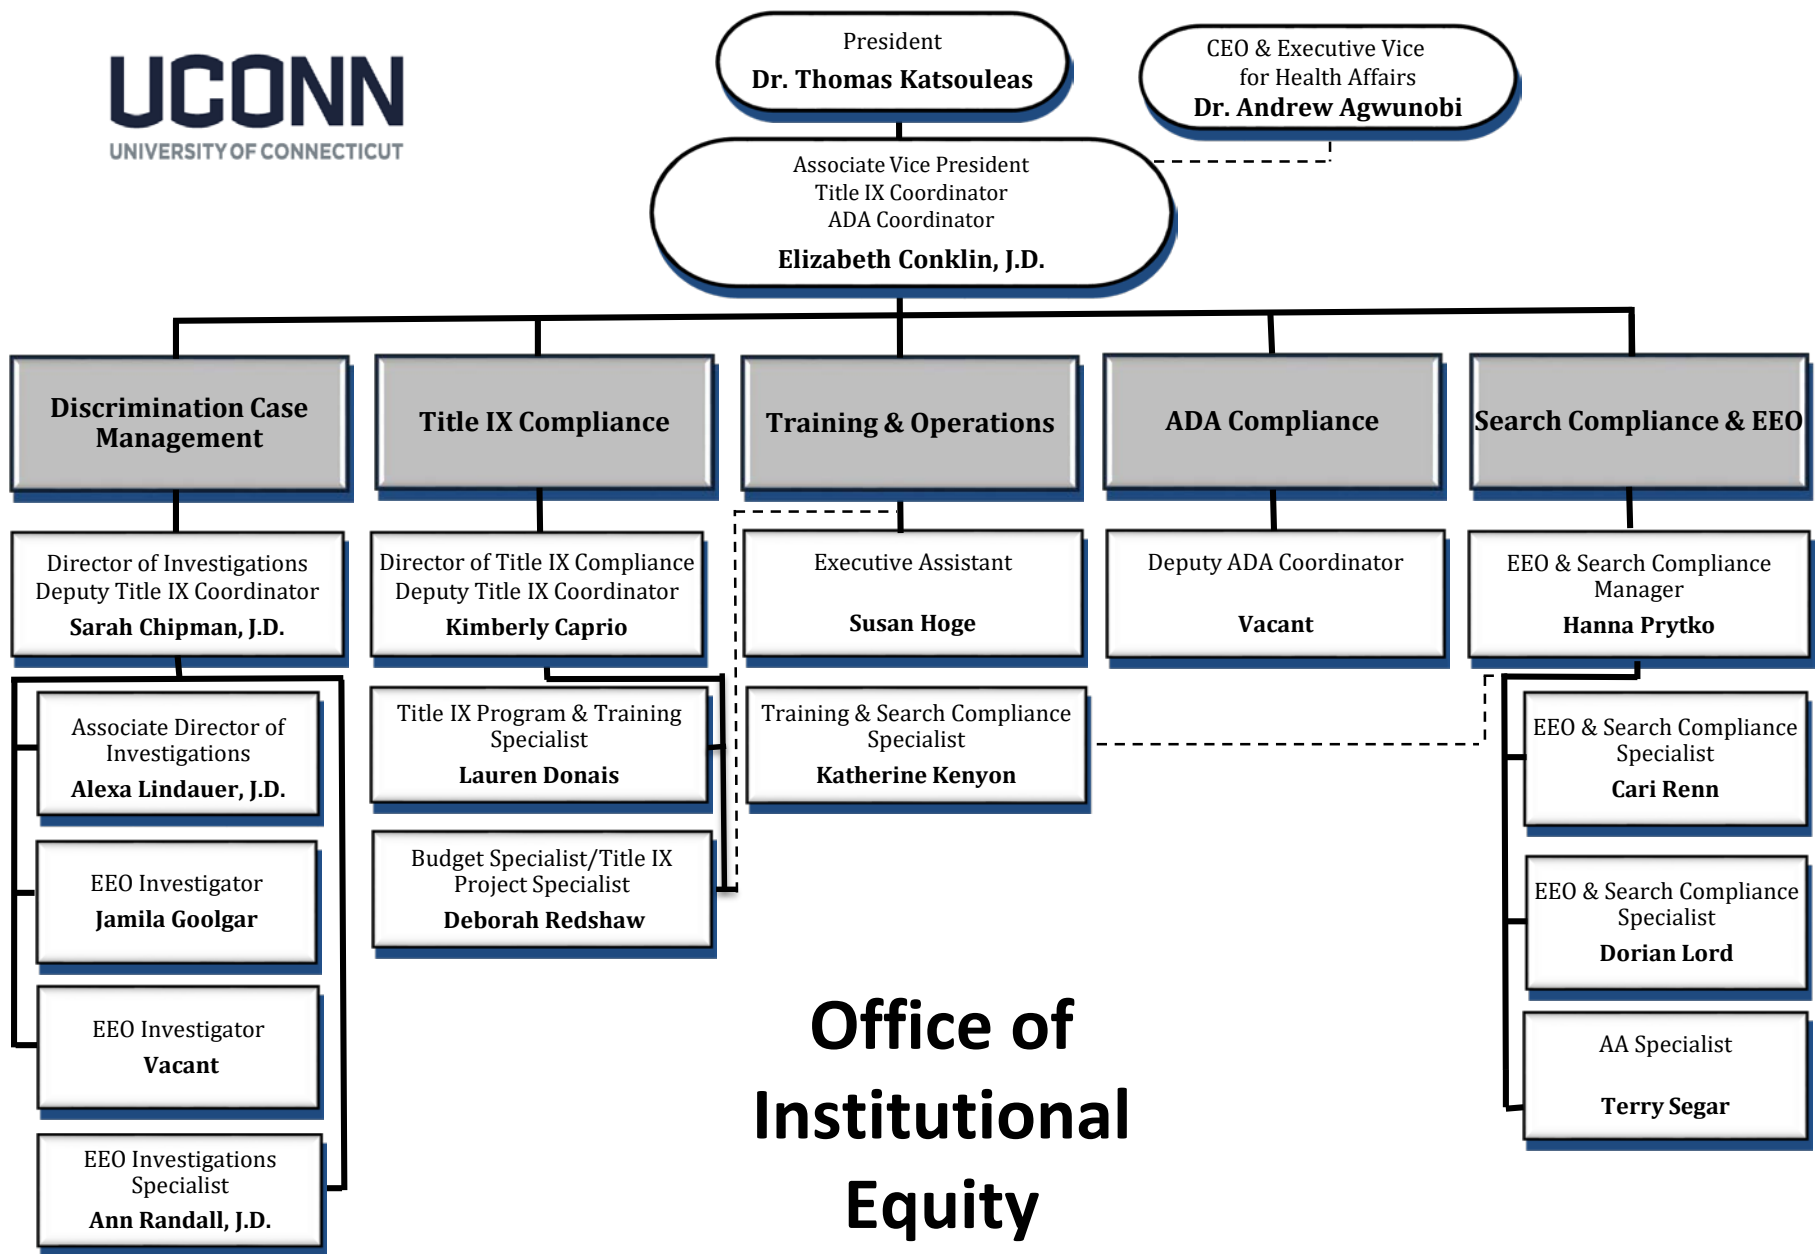 UCONN
UNIVERSITY OF CONNECTICUT
President
Dr. Thomas Katsouleas
CEO & Executive Vice
for Health Affairs
Dr. Andrew Agwunobi
Associate Vice President
Title IX Coordinator
ADA Coordinator
Elizabeth Conklin, J.D.
Discrimination Case
Management
Title IX Compliance
Training & Operations
ADA Compliance
Search Compliance & EEO
Director of Investigations
Deputy Title IX Coordinator
Sarah Chipman, J.D.
Director of Title IX Compliance
Deputy Title IX Coordinator
Kimberly Caprio
Executive Assistant
Susan Hoge
Deputy ADA Coordinator
Vacant
EEO & Search Compliance
Manager
Hanna Prytko
Associate Director of
Investigations
Alexa Lindauer, J.D.
Title IX Program & Training
Specialist
Lauren Donais
Training & Search Compliance
Specialist
Katherine Kenyon
EEO & Search Compliance
Specialist
Cari Renn
EEO Investigator
Jamila Goolgar
Budget Specialist/Title IX
Project Specialist
Deborah Redshaw
EEO & Search Compliance
Specialist
Dorian Lord
EEO Investigator
Vacant
AA Specialist
Terry Segar
EEO Investigations
Specialist
Ann Randall, J.D.
Office of
Institutional
Equity